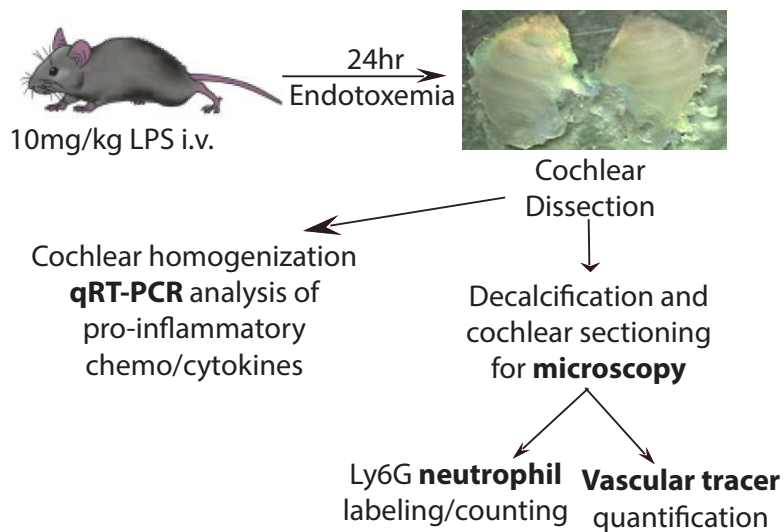 24hr
Endotoxemia
10mg/kg LPS i.v.
Cochlear
Dissection
Cochlear homogenization
qRT-PCR analysis of
pro-inflammatory
chemo/cytokines
Decalcification and
cochlear sectioning
for microscopy
Ly6G neutrophil
labeling/counting
Vascular tracer
quantification